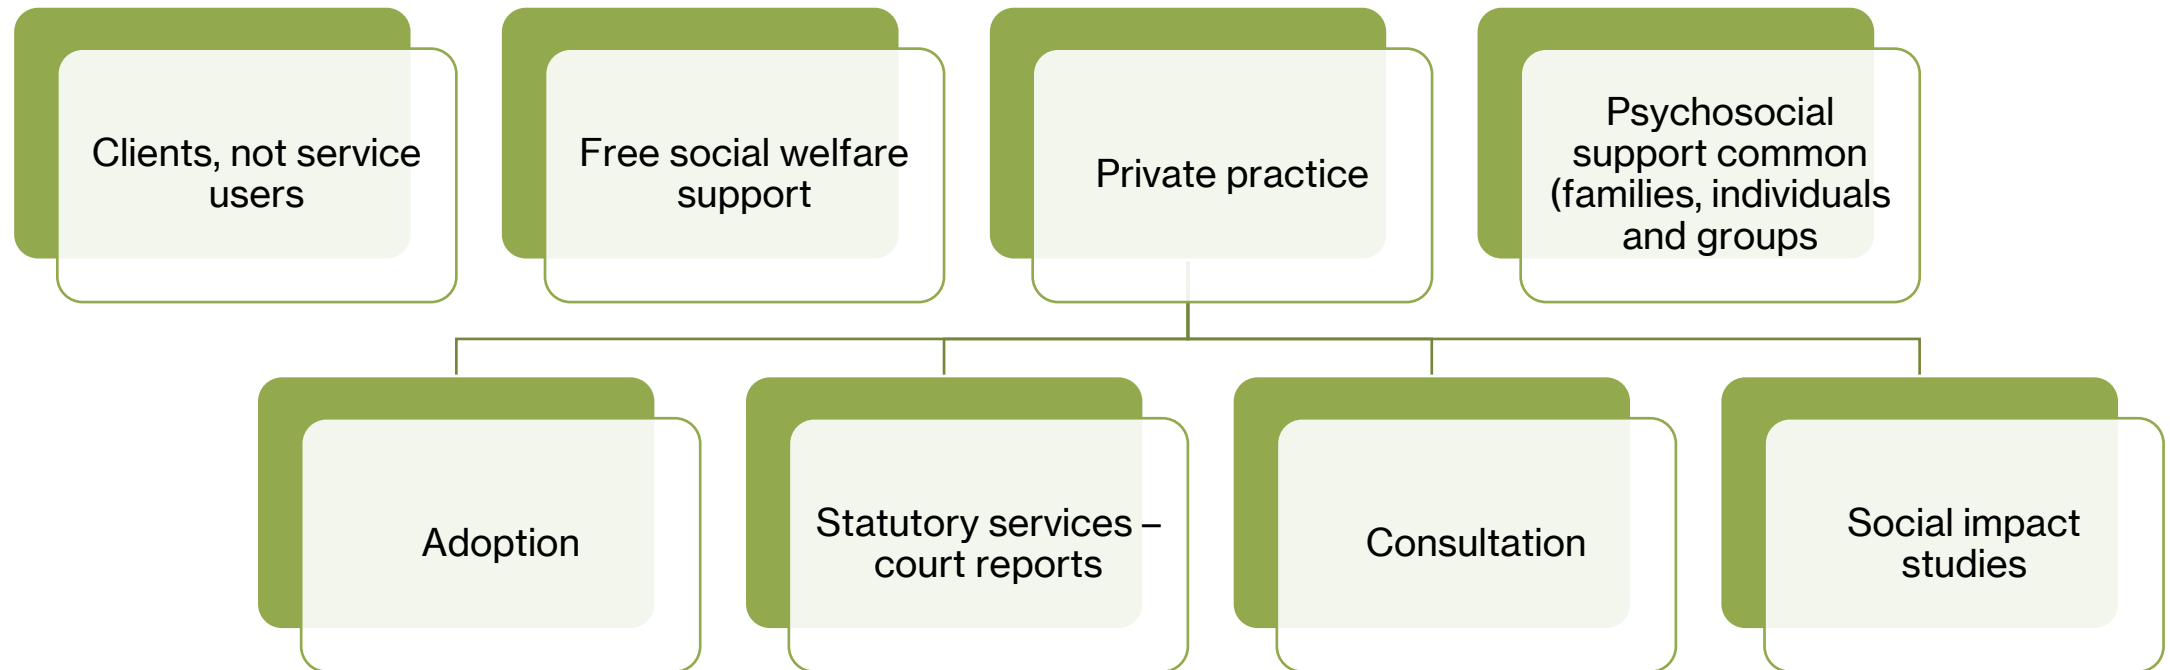 Clients, not service
users
Free social welfare
support
Private practice
Psychosocial
support common
(families, individuals
and groups
Adoption
Statutory services –
court reports
Consultation
Social impact
studies